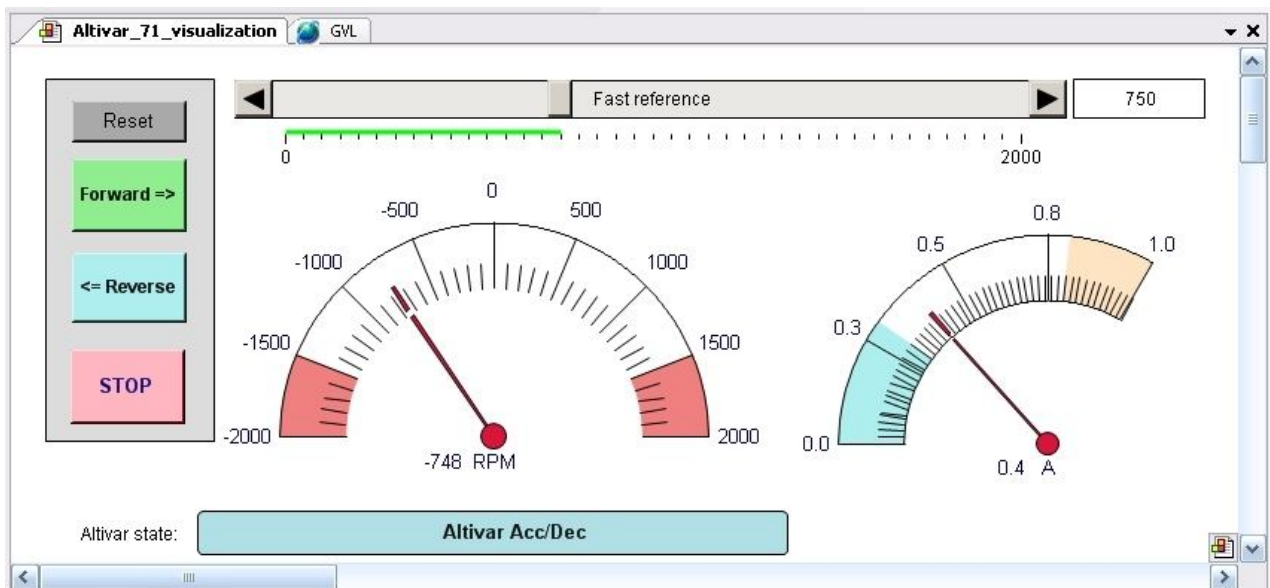 Altivar_71_visualization GVL
Reset
Forward =>
<= Reverse
STOP
Fast reference
750
0 2000
-2000
-1500
-1000
-500
0
500
1000
1500
2000
-748 RPM
0.0
0.3
0.5
0.8
1.0
0.4 A
Altivar state: Altivar Acc/Dec